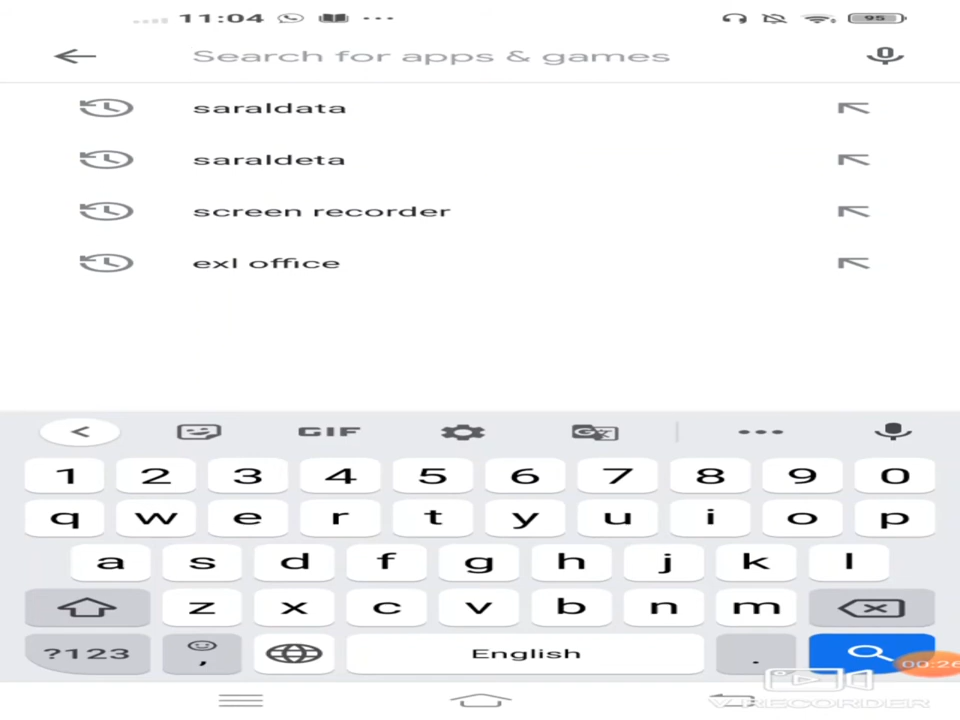 11:04 95
Search for apps & games
saraldata
saraldeta
screen recorder
exl office
GIF
1 2 3 4 5 6 7 8 9 0
q w e r t y u i o p
a s d f g h j k l
z x c v b n m
?123 , English .
00:26
V RECORDER